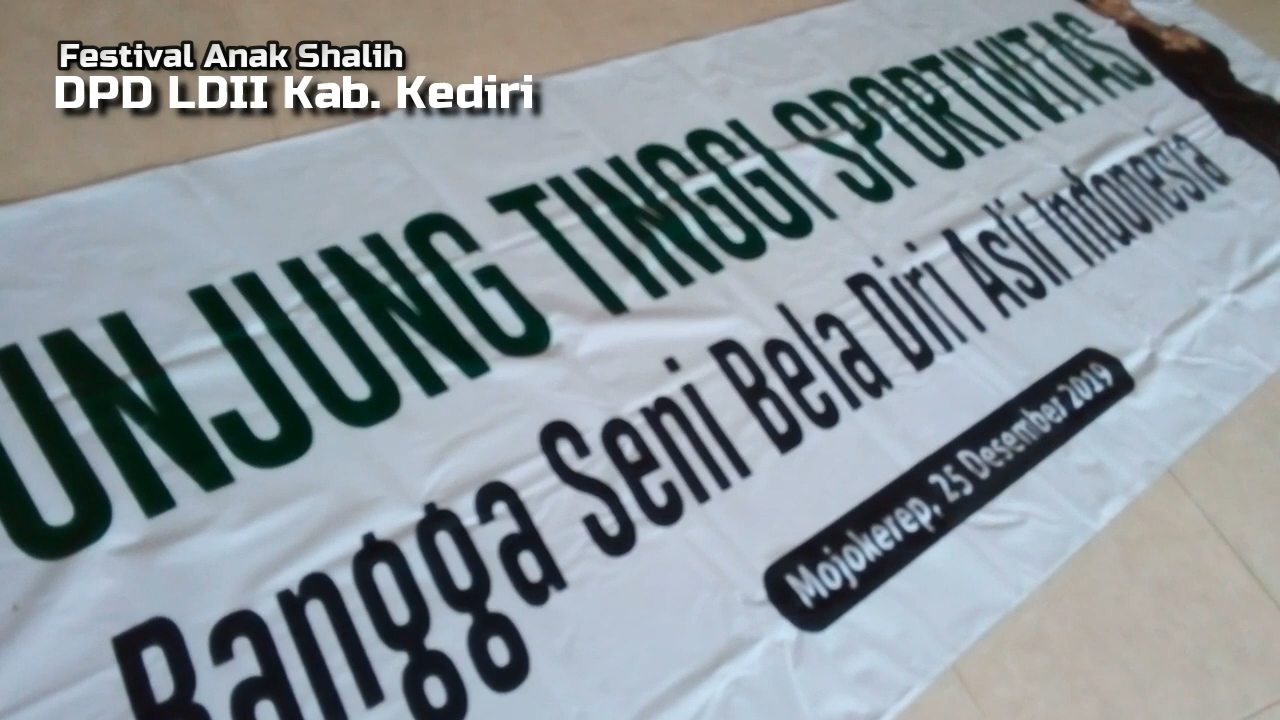 Festival Anak Shalih
DPD LDII Kab. Kediri
UNJUNG TINGGI SPORTIVITAS
Bangga Seni Bela Diri Asli Indonesia
Mojokerep, 25 Desember 2019